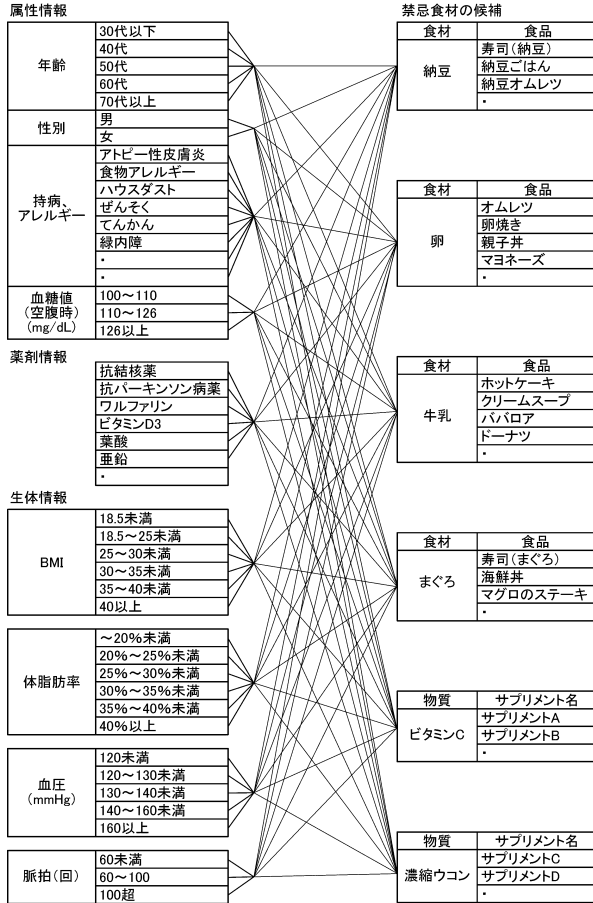 属性情報
年齢
30代以下
40代
50代
60代
70代以上
性別
男
女
持病、
アレルギー
アトピー性皮膚炎
食物アレルギー
ハウスダスト
ぜんそく
てんかん
緑内障
・
・
血糖値
(空腹時)
(mg/dL)
100～110
110～126
126以上
薬剤情報
抗結核薬
抗パーキンソン病薬
ワルファリン
ビタミンD3
葉酸
亜鉛
・
生体情報
BMI
18.5未満
18.5～25未満
25～30未満
30～35未満
35～40未満
40以上
体脂肪率
～20%未満
20%～25%未満
25%～30%未満
30%～35%未満
35%～40%未満
40%以上
血圧
(mmHg)
120未満
120～130未満
130～140未満
140～160未満
160以上
脈拍(回)
60未満
60～100
100超
禁忌食材の候補
食材 食品
納豆
寿司(納豆)
納豆ごはん
納豆オムレツ
・
食材 食品
卵
オムレツ
卵焼き
親子丼
マヨネーズ
・
食材 食品
牛乳
ホットケーキ
クリームスープ
ババロア
ドーナツ
・
食材 食品
まぐろ
寿司(まぐろ)
海鮮丼
マグロのステーキ
・
物質 サプリメント名
ビタミンC
サプリメントA
サプリメントB
・
物質 サプリメント名
濃縮ウコン
サプリメントC
サプリメントD
・